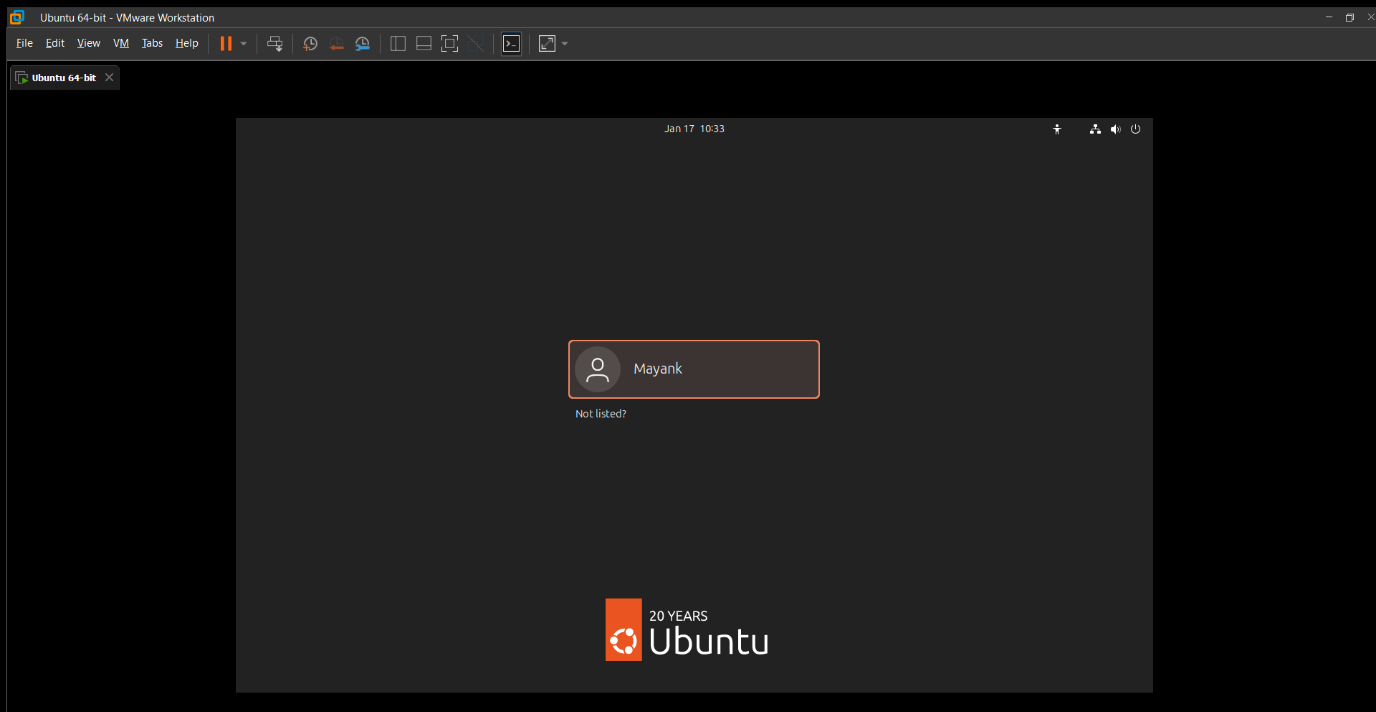 Ubuntu 64-bit - VMware Workstation
File Edit View VM Tabs Help
Ubuntu 64-bit
Jan 17 10:33
Mayank
Not listed?
20 YEARS
Ubuntu